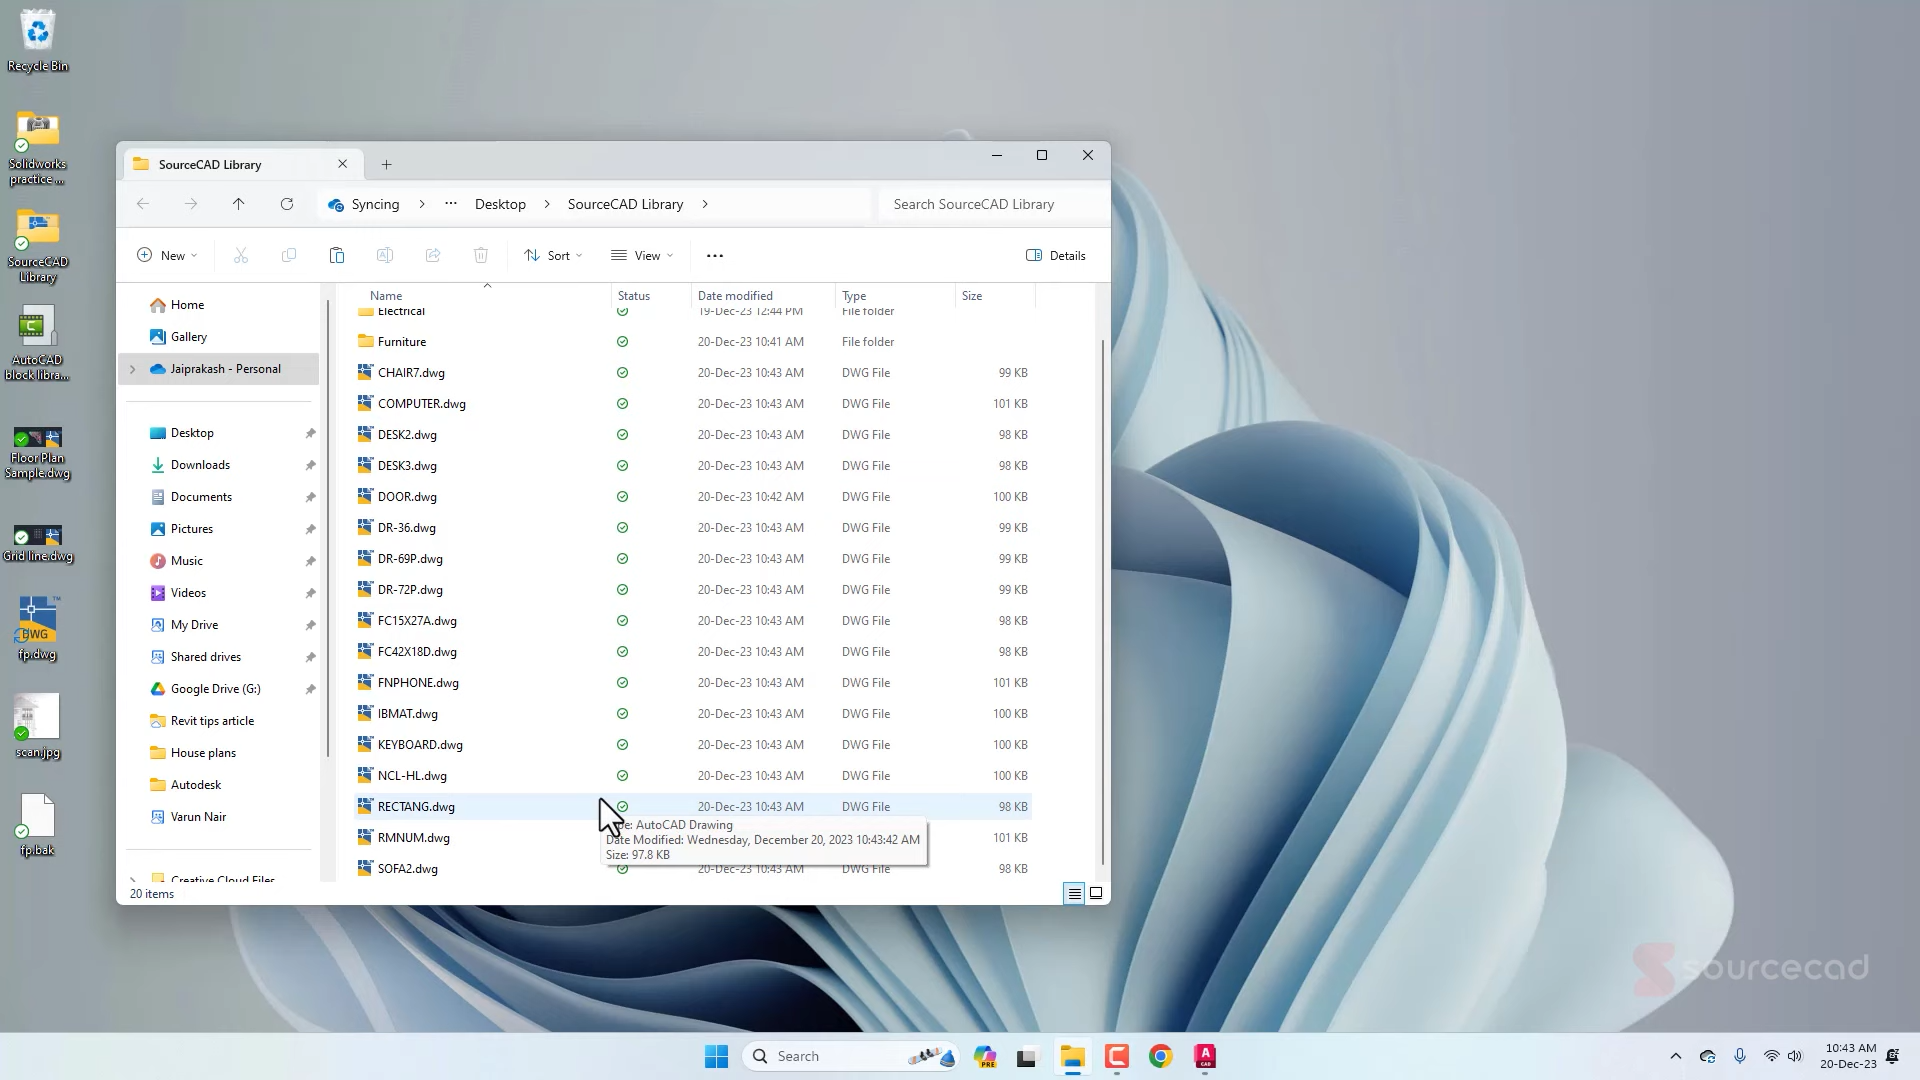 Recycle Bin
Solidworks
practice ...
SourceCAD
Library
AutoCAD
block libra...
Floor Plan
Sample.dwg
Grid line.dwg
DWG
fp.dwg
scan.jpg
fp.bak
SourceCAD Library
Syncing
Desktop
SourceCAD Library
Search SourceCAD Library
New
Sort
View
Details
Home
Gallery
Jaiprakash - Personal
Desktop
Downloads
Documents
Pictures
Music
Videos
My Drive
Shared drives
Google Drive (G:)
Revit tips article
House plans
Autodesk
Varun Nair
Creative Cloud Files
Name Status Date modified Type Size
Electrical 19-Dec-23 12:44 PM File folder
Furniture 20-Dec-23 10:41 AM File folder
CHAIR7.dwg 20-Dec-23 10:43 AM DWG File 99 KB
COMPUTER.dwg 20-Dec-23 10:43 AM DWG File 101 KB
DESK2.dwg 20-Dec-23 10:43 AM DWG File 98 KB
DESK3.dwg 20-Dec-23 10:43 AM DWG File 98 KB
DOOR.dwg 20-Dec-23 10:42 AM DWG File 100 KB
DR-36.dwg 20-Dec-23 10:43 AM DWG File 99 KB
DR-69P.dwg 20-Dec-23 10:43 AM DWG File 99 KB
DR-72P.dwg 20-Dec-23 10:43 AM DWG File 99 KB
FC15X27A.dwg 20-Dec-23 10:43 AM DWG File 98 KB
FC42X18D.dwg 20-Dec-23 10:43 AM DWG File 98 KB
FNPHONE.dwg 20-Dec-23 10:43 AM DWG File 101 KB
IBMAT.dwg 20-Dec-23 10:43 AM DWG File 100 KB
KEYBOARD.dwg 20-Dec-23 10:43 AM DWG File 100 KB
NCL-HL.dwg 20-Dec-23 10:43 AM DWG File 100 KB
RECTANG.dwg 20-Dec-23 10:43 AM DWG File 98 KB
RMNUM.dwg 101 KB
SOFA2.dwg 20-Dec-23 10:43 AM DWG File 98 KB
AutoCAD Drawing
Date Modified: Wednesday, December 20, 2023 10:43:42 AM
Size: 97.8 KB
20 items
sourcecad
Search
PRE
A
CAD
10:43 AM
20-Dec-23